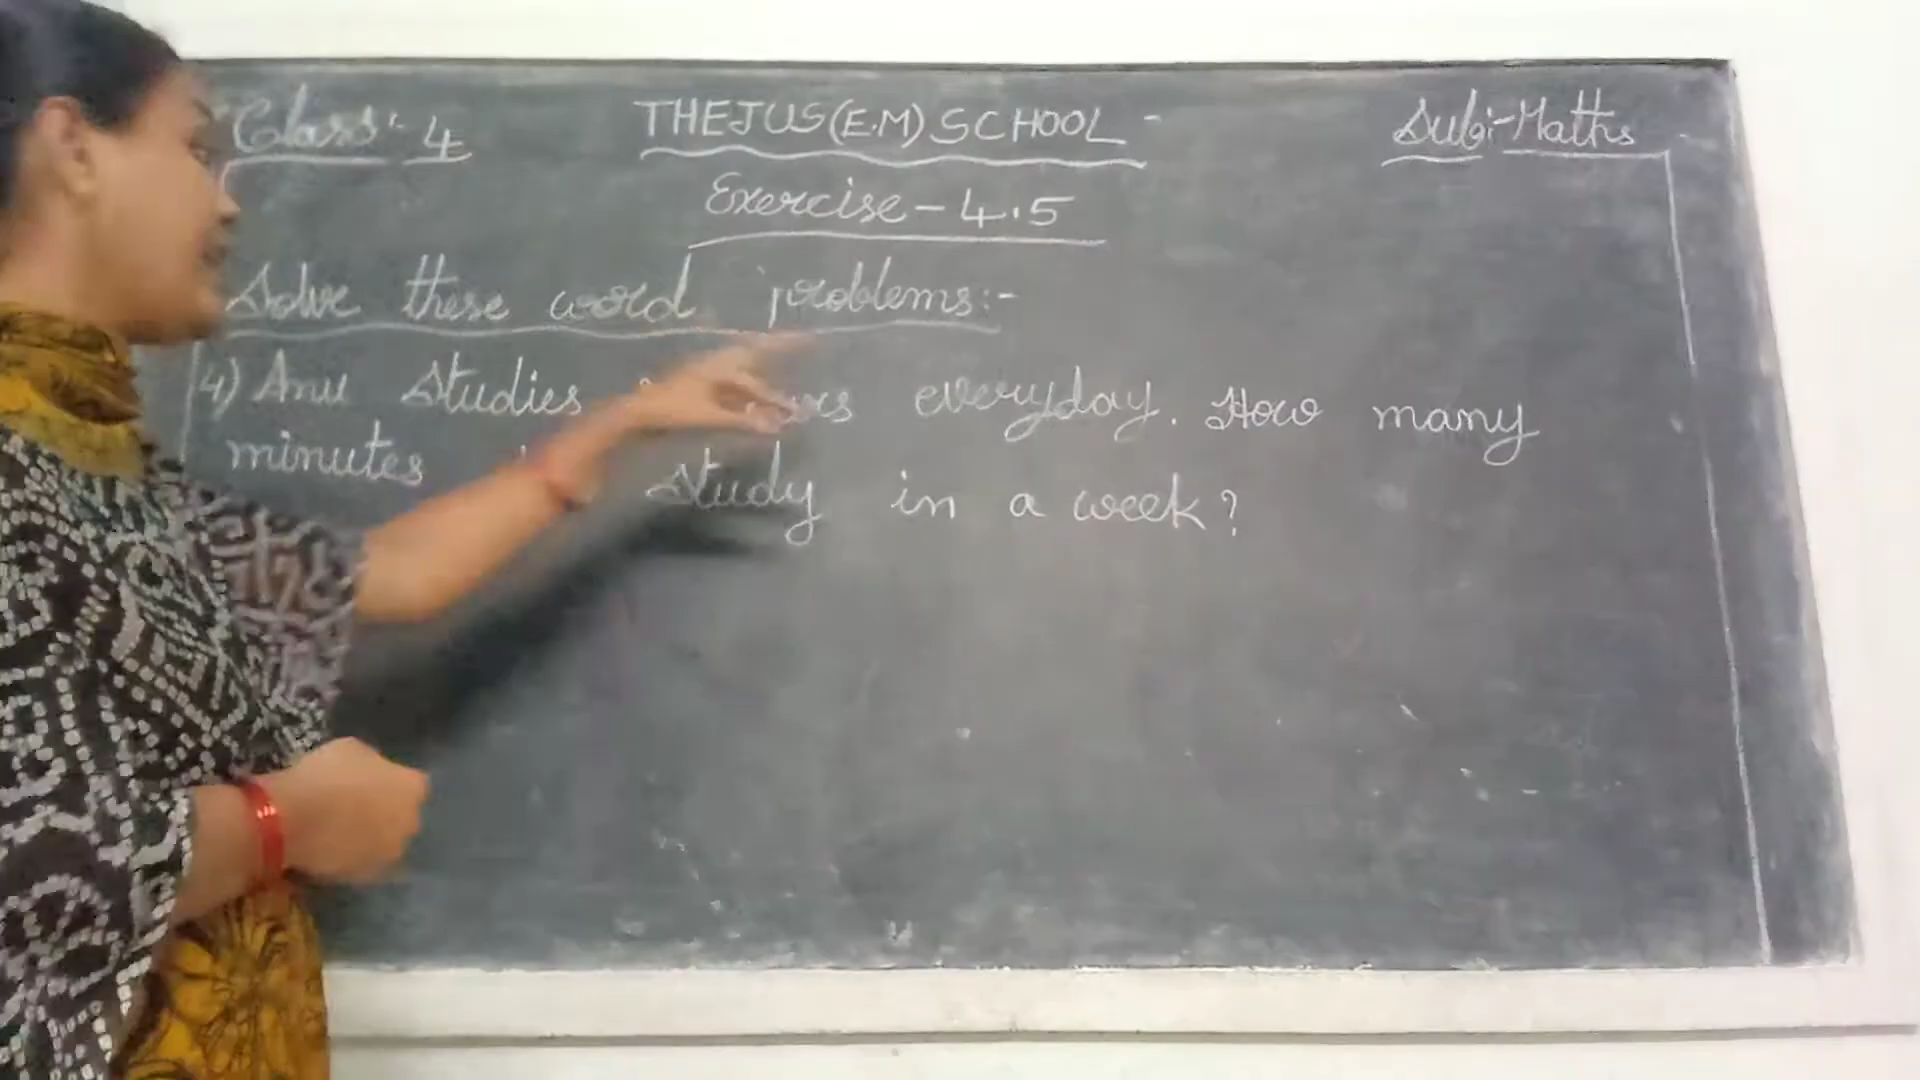 Class:- 4
THEJUS (E.M) SCHOOL
Sub:- Maths
Exercise - 4.5
Solve these word problems:-
4) Anu studies everyday. How many
minutes study in a week?